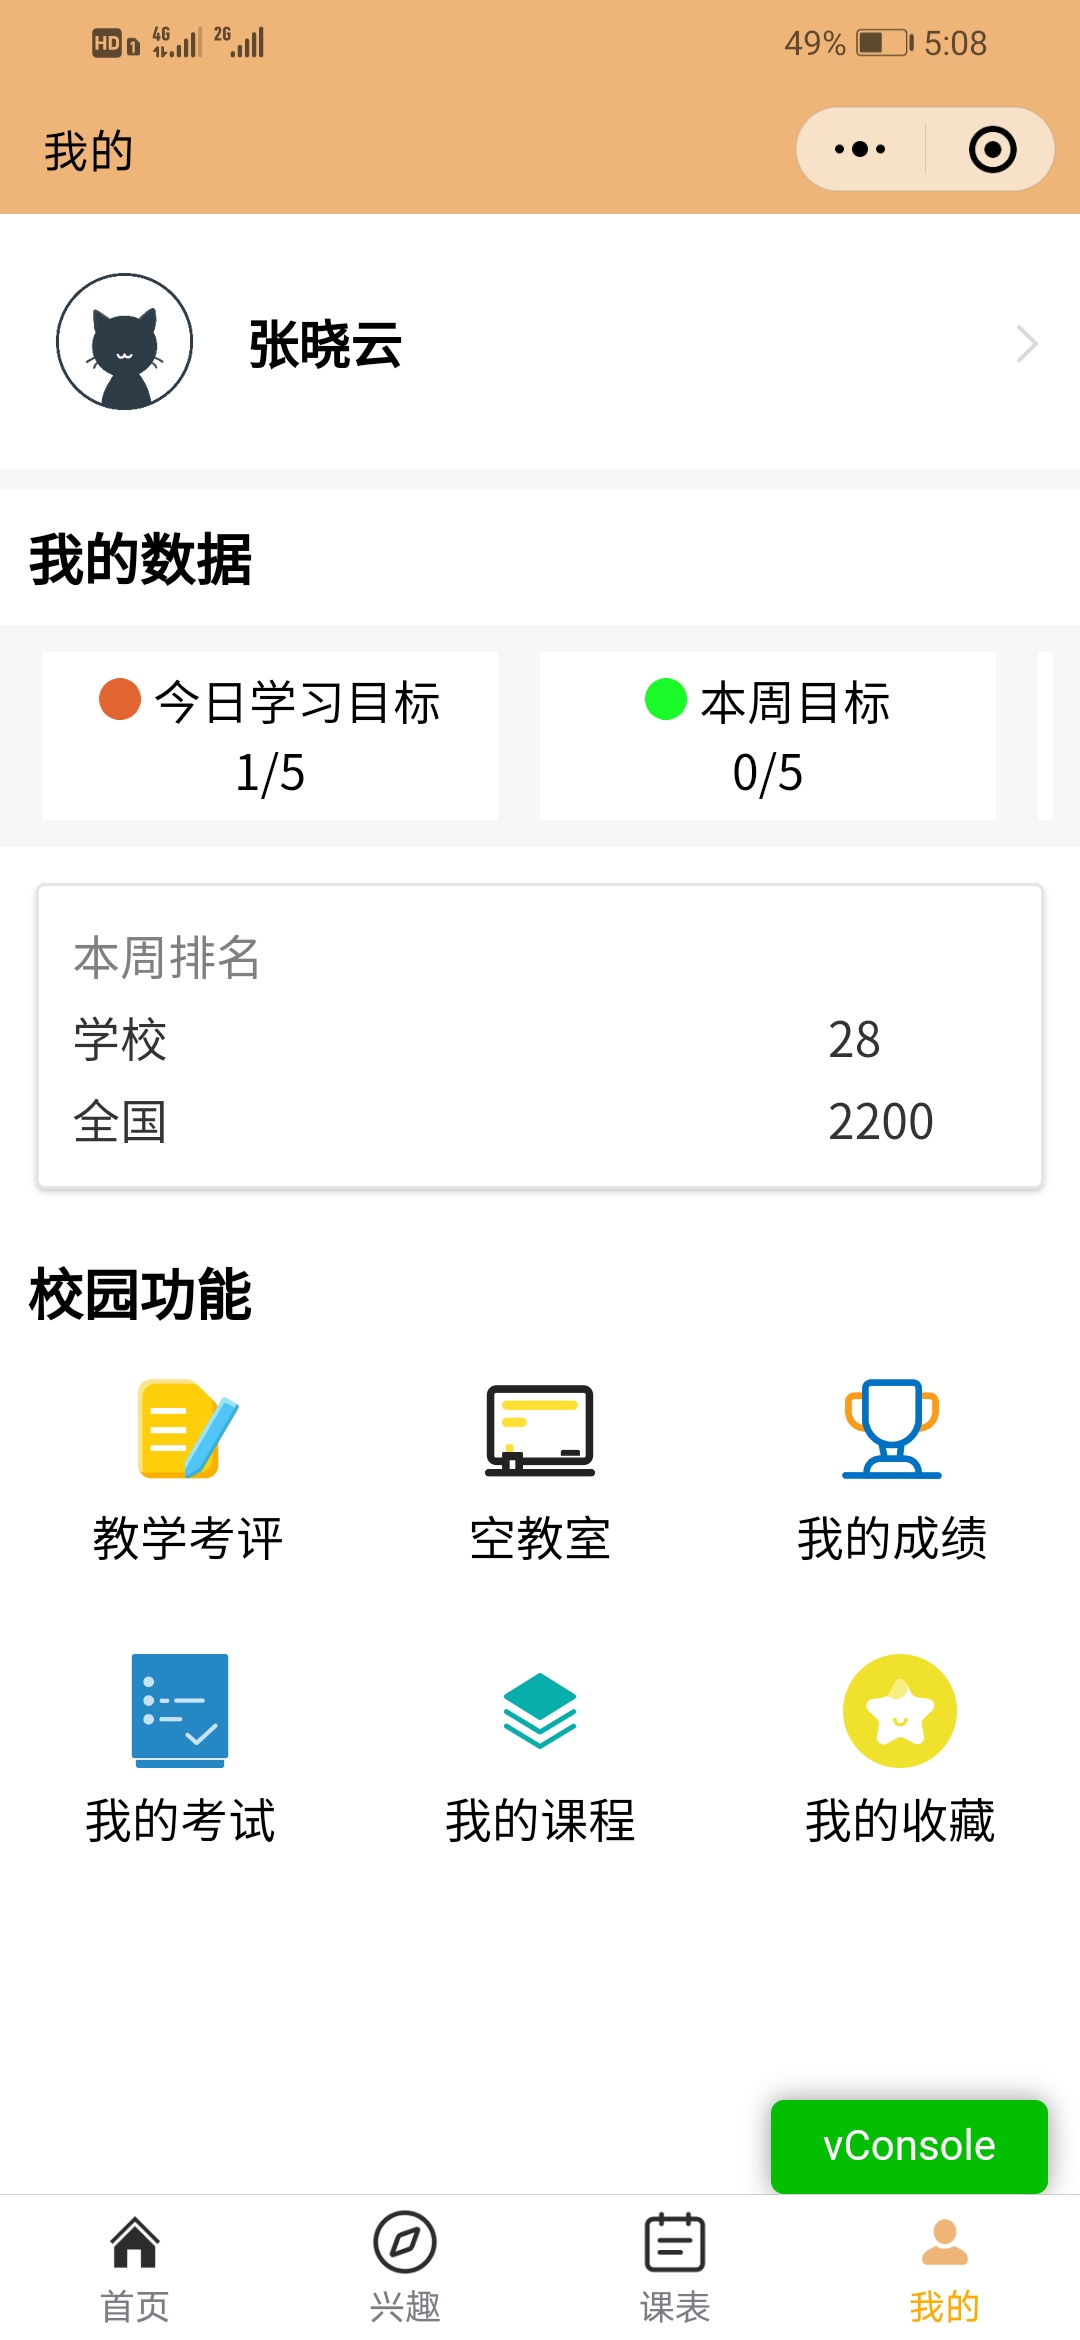 HD 1 4G 2G 49% 5:08
我的
张晓云
我的数据
今日学习目标 本周目标
1/5 0/5
本周排名
学校 28
全国 2200
校园功能
教学考评 空教室 我的成绩
我的考试 我的课程 我的收藏
vConsole
首页 兴趣 课表 我的